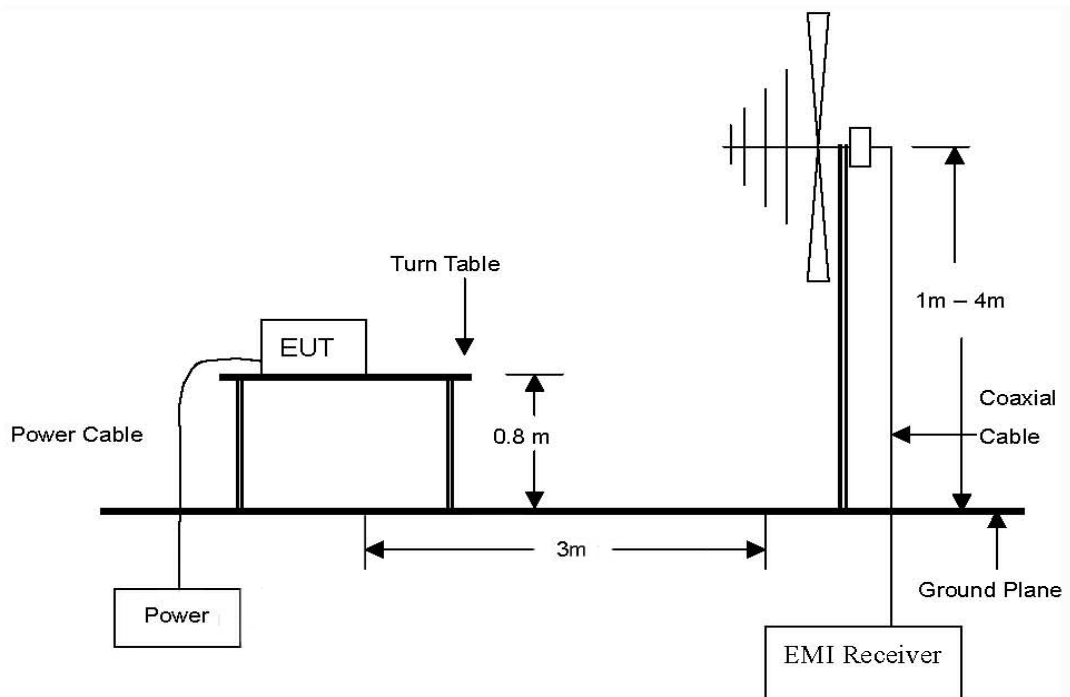 Turn Table
EUT
1m – 4m
Coaxial
Cable
Power Cable
0.8 m
3m
Ground Plane
Power
EMI Receiver